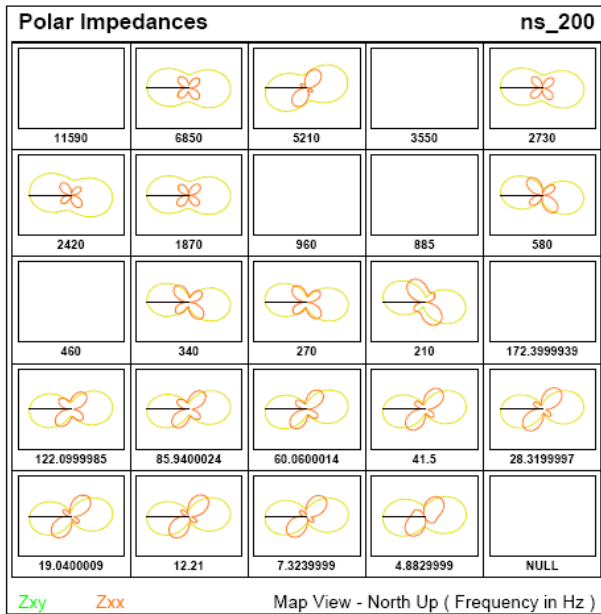 Polar Impedances ns_200
11590 6850 5210 3550 2730
2420 1870 960 885 580
460 340 270 210 172.3999939
122.0999985 85.9400024 60.0600014 41.5 28.3199997
19.0400009 12.21 7.3239999 4.8829999 NULL
Zxy Zxx Map View - North Up ( Frequency in Hz )